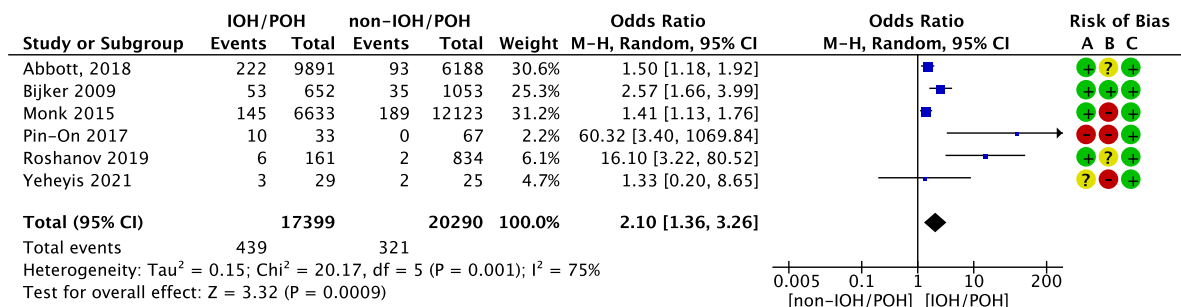 IOH/POH non-IOH/POH Odds Ratio Odds Ratio Risk of Bias
Study or Subgroup Events Total Events Total Weight M-H, Random, 95% CI M-H, Random, 95% CI A B C
Abbott, 2018 222 9891 93 6188 30.6% 1.50 [1.18, 1.92] + ? +
Bijker 2009 53 652 35 1053 25.3% 2.57 [1.66, 3.99] + + +
Monk 2015 145 6633 189 12123 31.2% 1.41 [1.13, 1.76] + - +
Pin-On 2017 10 33 0 67 2.2% 60.32 [3.40, 1069.84] - - +
Roshanov 2019 6 161 2 834 6.1% 16.10 [3.22, 80.52] + ? +
Yeheyis 2021 3 29 2 25 4.7% 1.33 [0.20, 8.65] ? - +
Total (95% CI) 17399 20290 100.0% 2.10 [1.36, 3.26]
Total events 439 321
Heterogeneity: Tau² = 0.15; Chi² = 20.17, df = 5 (P = 0.001); I² = 75%
Test for overall effect: Z = 3.32 (P = 0.0009)
0.005 0.1 1 10 200
[non-IOH/POH] [IOH/POH]